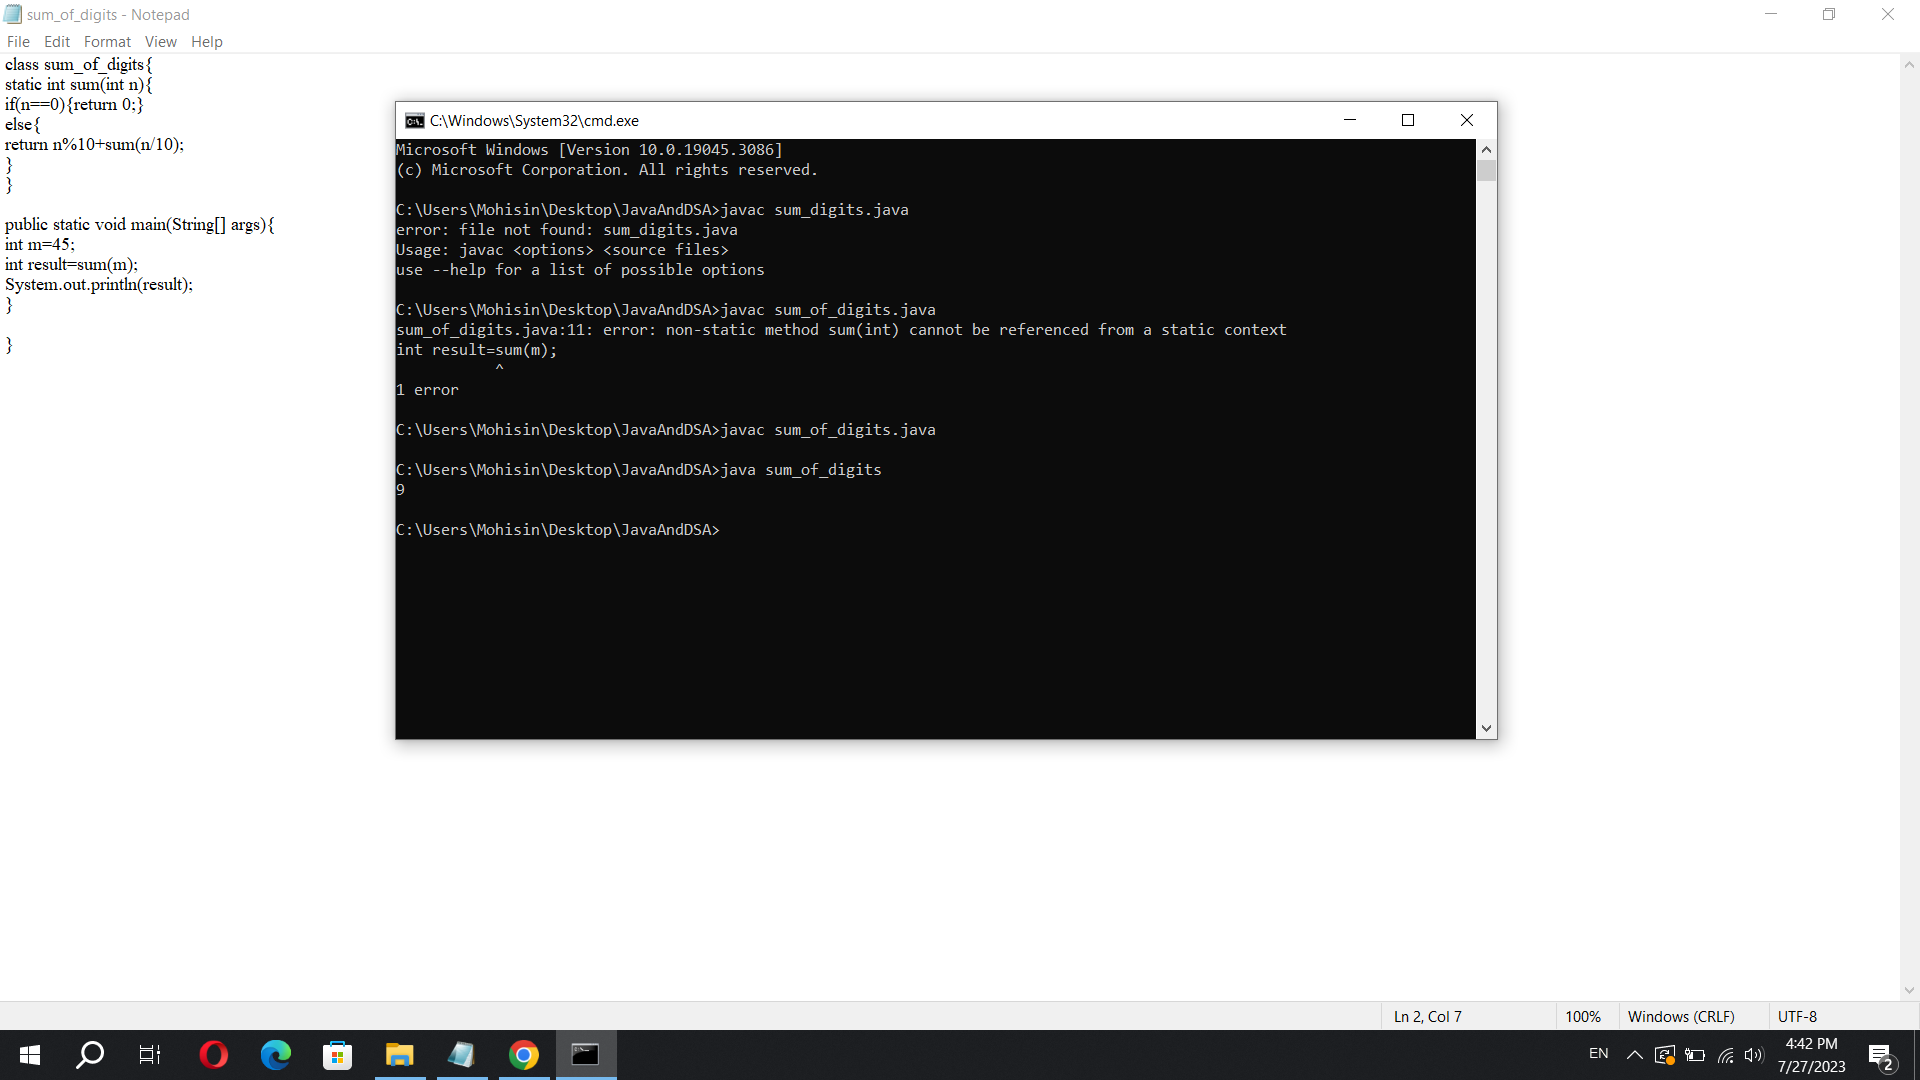 sum_of_digits - Notepad
File Edit Format View Help
class sum_of_digits{
static int sum(int n){
if(n==0){return 0;}
else{
return n%10+sum(n/10);
}
}
public static void main(String[] args){
int m=45;
int result=sum(m);
System.out.println(result);
}
}
C:\Windows\System32\cmd.exe
Microsoft Windows [Version 10.0.19045.3086]
(c) Microsoft Corporation. All rights reserved.
C:\Users\Mohisin\Desktop\JavaAndDSA>javac sum_digits.java
error: file not found: sum_digits.java
Usage: javac <options> <source files>
use --help for a list of possible options
C:\Users\Mohisin\Desktop\JavaAndDSA>javac sum_of_digits.java
sum_of_digits.java:11: error: non-static method sum(int) cannot be referenced from a static context
int result=sum(m);
^
1 error
C:\Users\Mohisin\Desktop\JavaAndDSA>javac sum_of_digits.java
C:\Users\Mohisin\Desktop\JavaAndDSA>java sum_of_digits
9
C:\Users\Mohisin\Desktop\JavaAndDSA>
Ln 2, Col 7 100% Windows (CRLF) UTF-8
EN
4:42 PM
7/27/2023
2